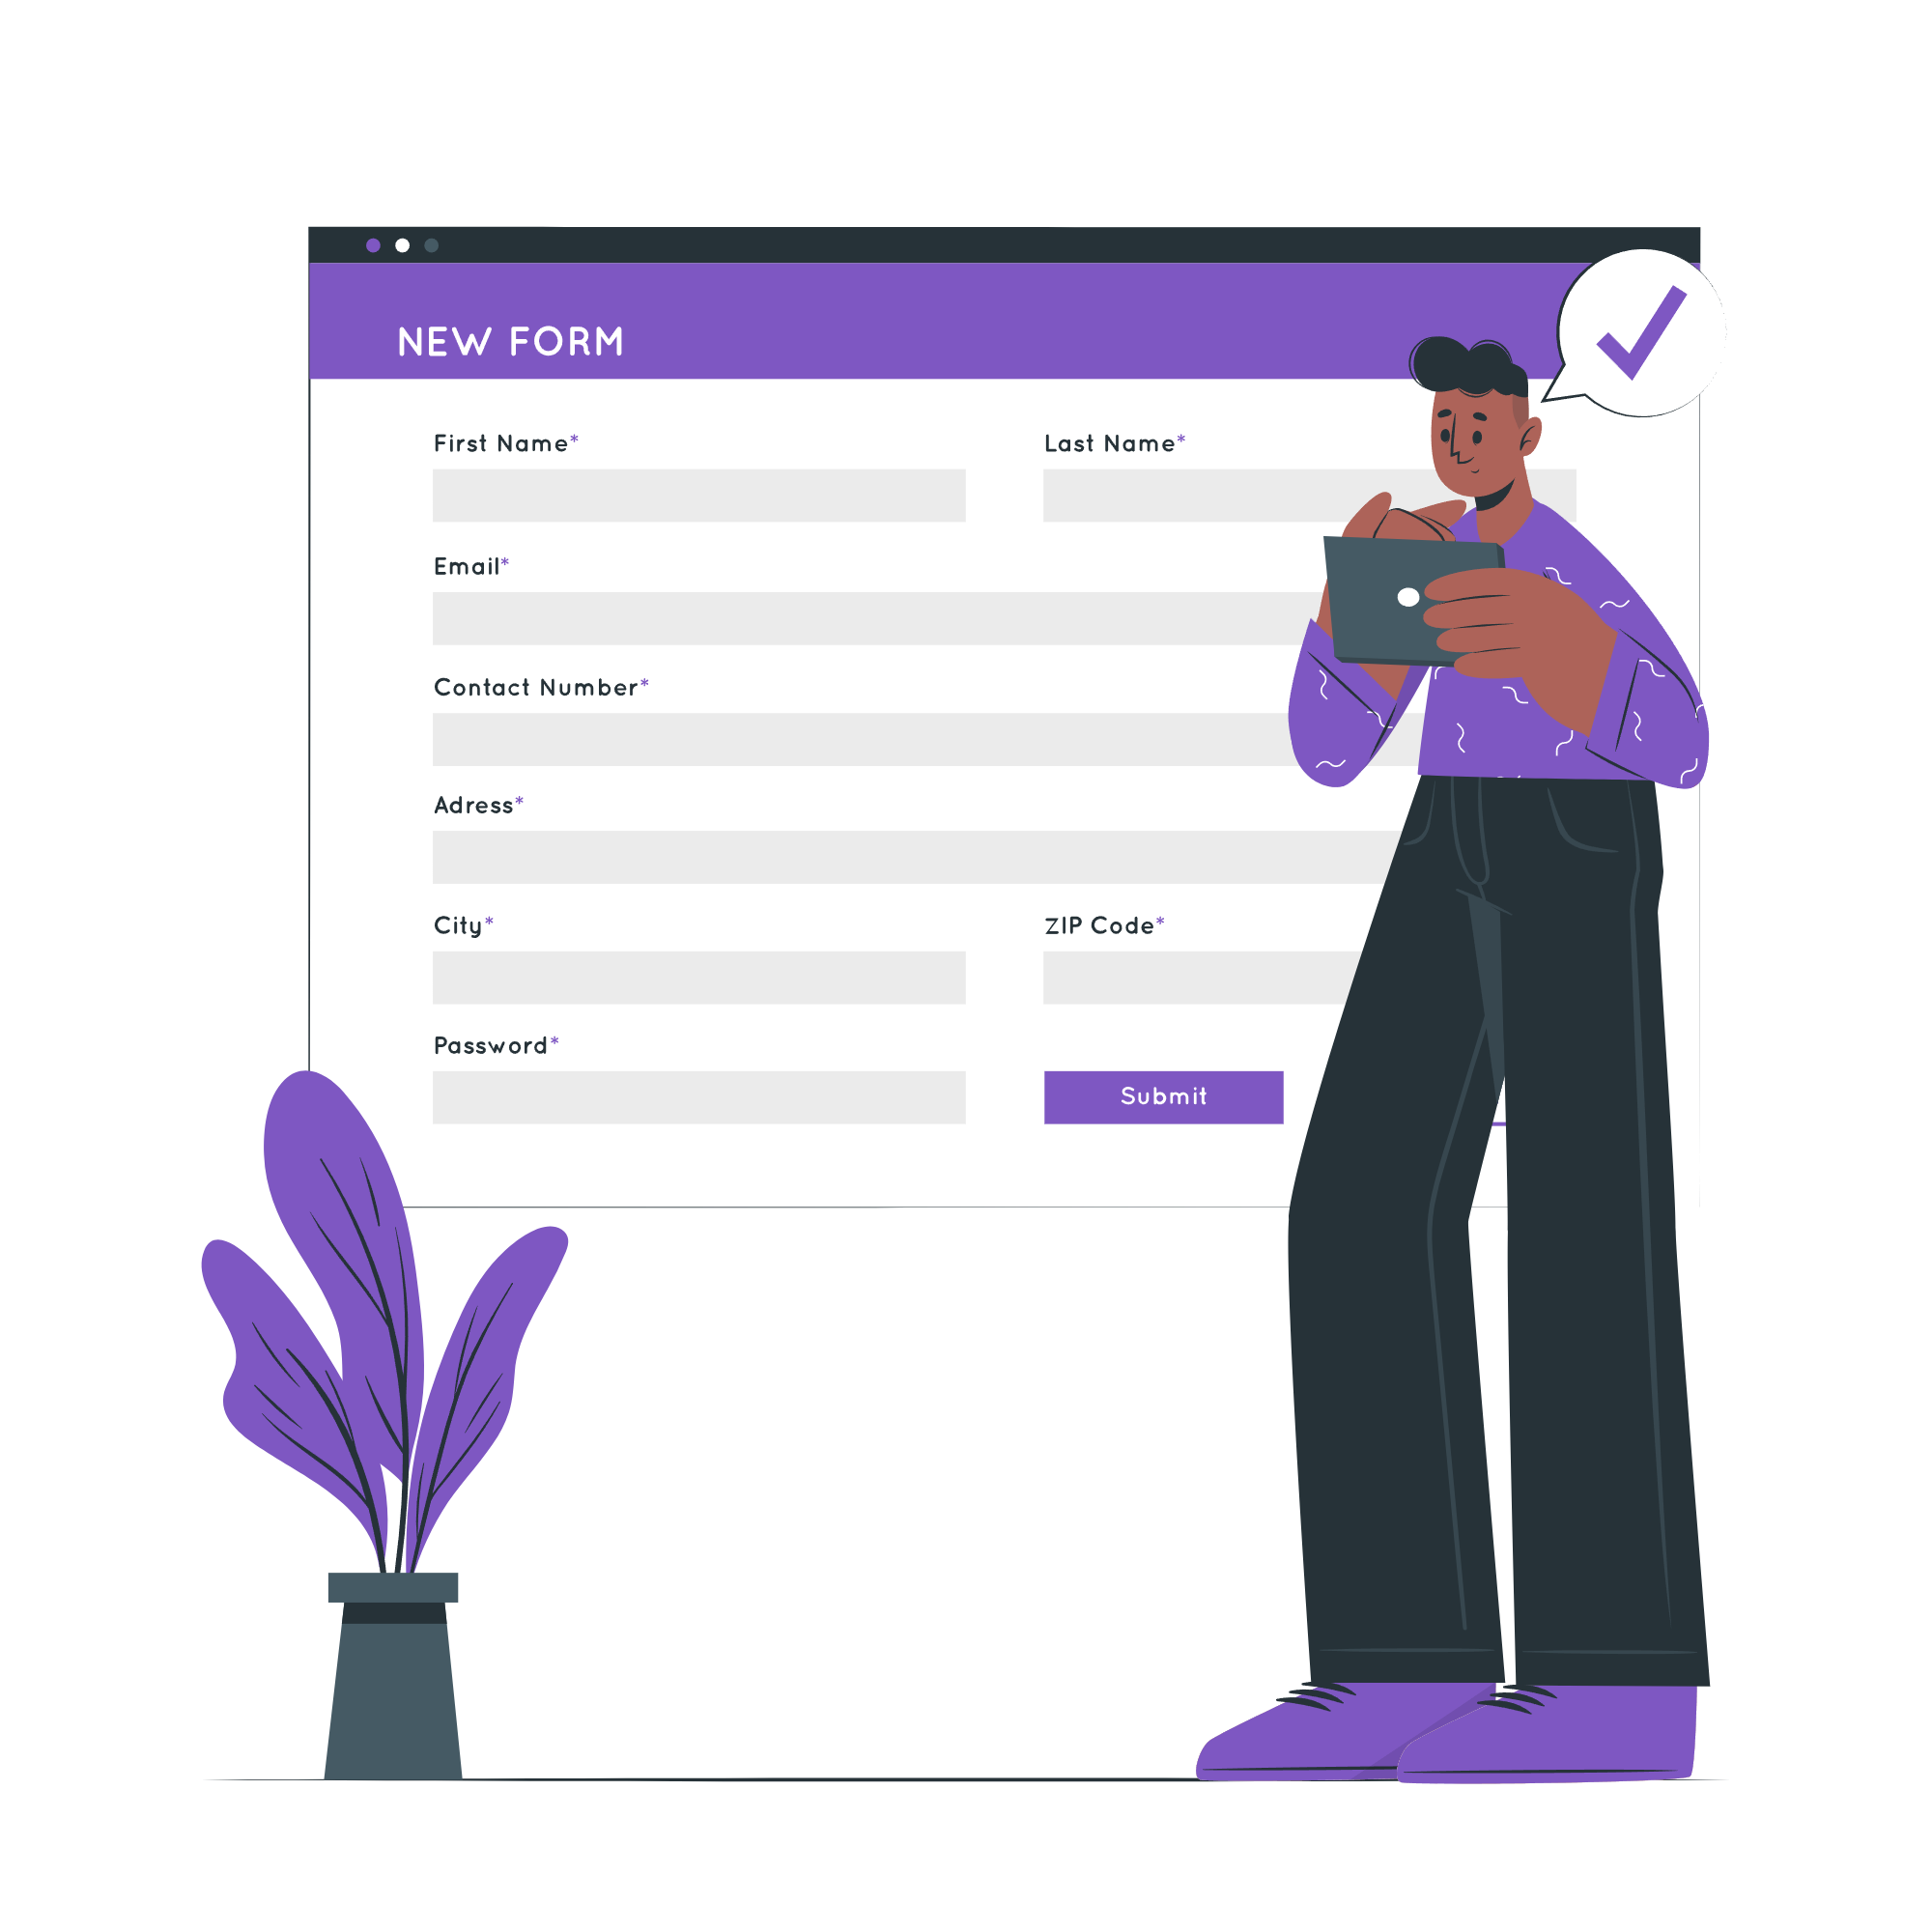 NEW FORM
First Name* Last Name*
Email*
Contact Number*
Adress*
City* ZIP Code*
Password*
Submit